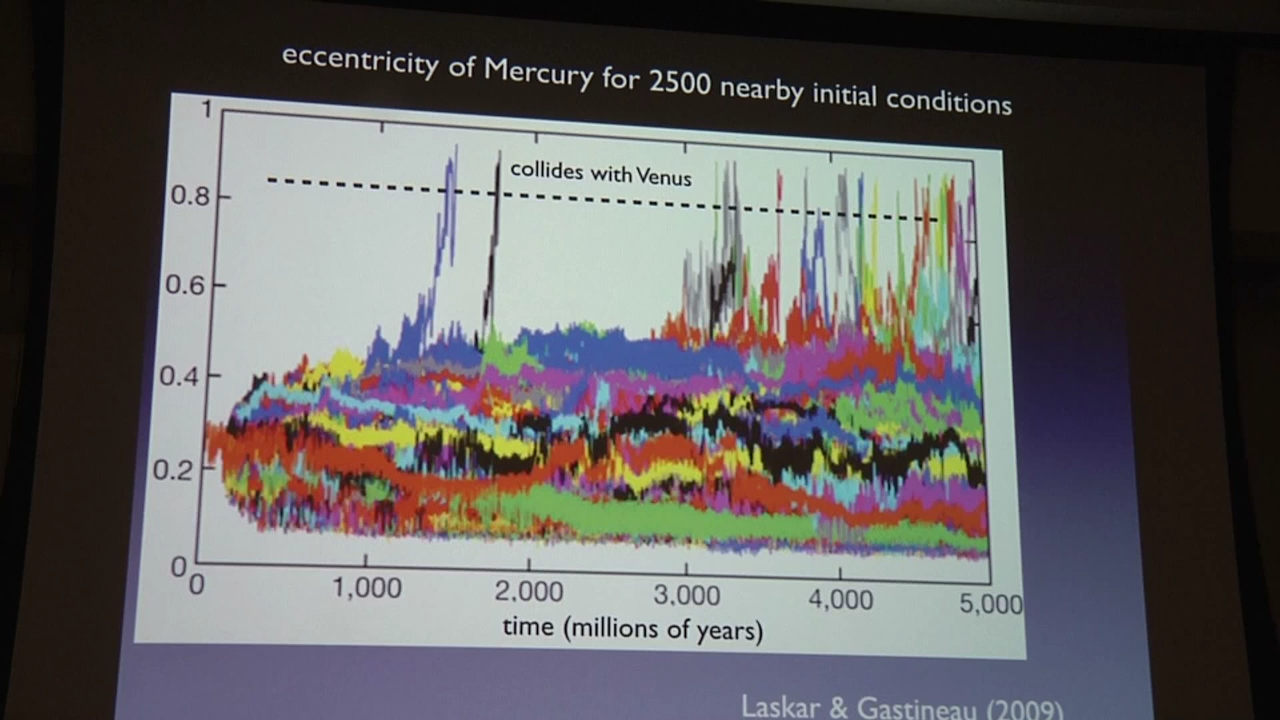 eccentricity of Mercury for 2500 nearby initial conditions
1
collides with Venus
0.8
0.6
0.4
0.2
0
0 1,000 2,000 3,000 4,000 5,000
time (millions of years)
Laskar & Gastineau (2009)